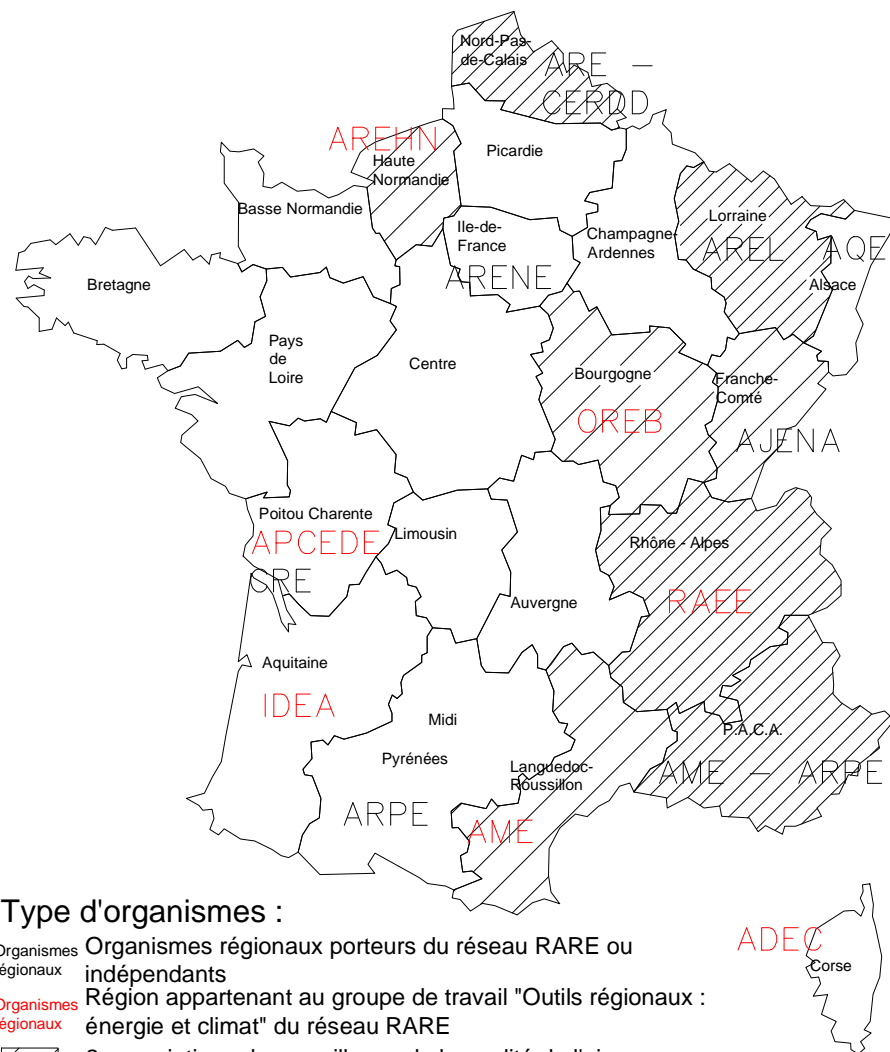 Nord-Pas-
de-Calais
ARE –
CERDD
AREHN
Haute
Normandie
Picardie
Basse Normandie
Ile-de-
France
ARENE
Champagne-
Ardennes
Lorraine
AREL
AQE
Alsace
Bretagne
Pays
de
Loire
Centre
Bourgogne
OREB
Franche-
Comté
AJENA
Poitou Charente
APCEDE
SRE
Limousin
Auvergne
Rhône - Alpes
RAEE
Aquitaine
IDEA
Midi
Pyrénées
ARPE
Languedoc-
Roussillon
AME
P.A.C.A.
AME – ARPE
ADEC
Corse
Type d'organismes :
Organismes
régionaux
Organismes régionaux porteurs du réseau RARE ou
indépendants
Organismes
régionaux
Région appartenant au groupe de travail "Outils régionaux :
énergie et climat" du réseau RARE